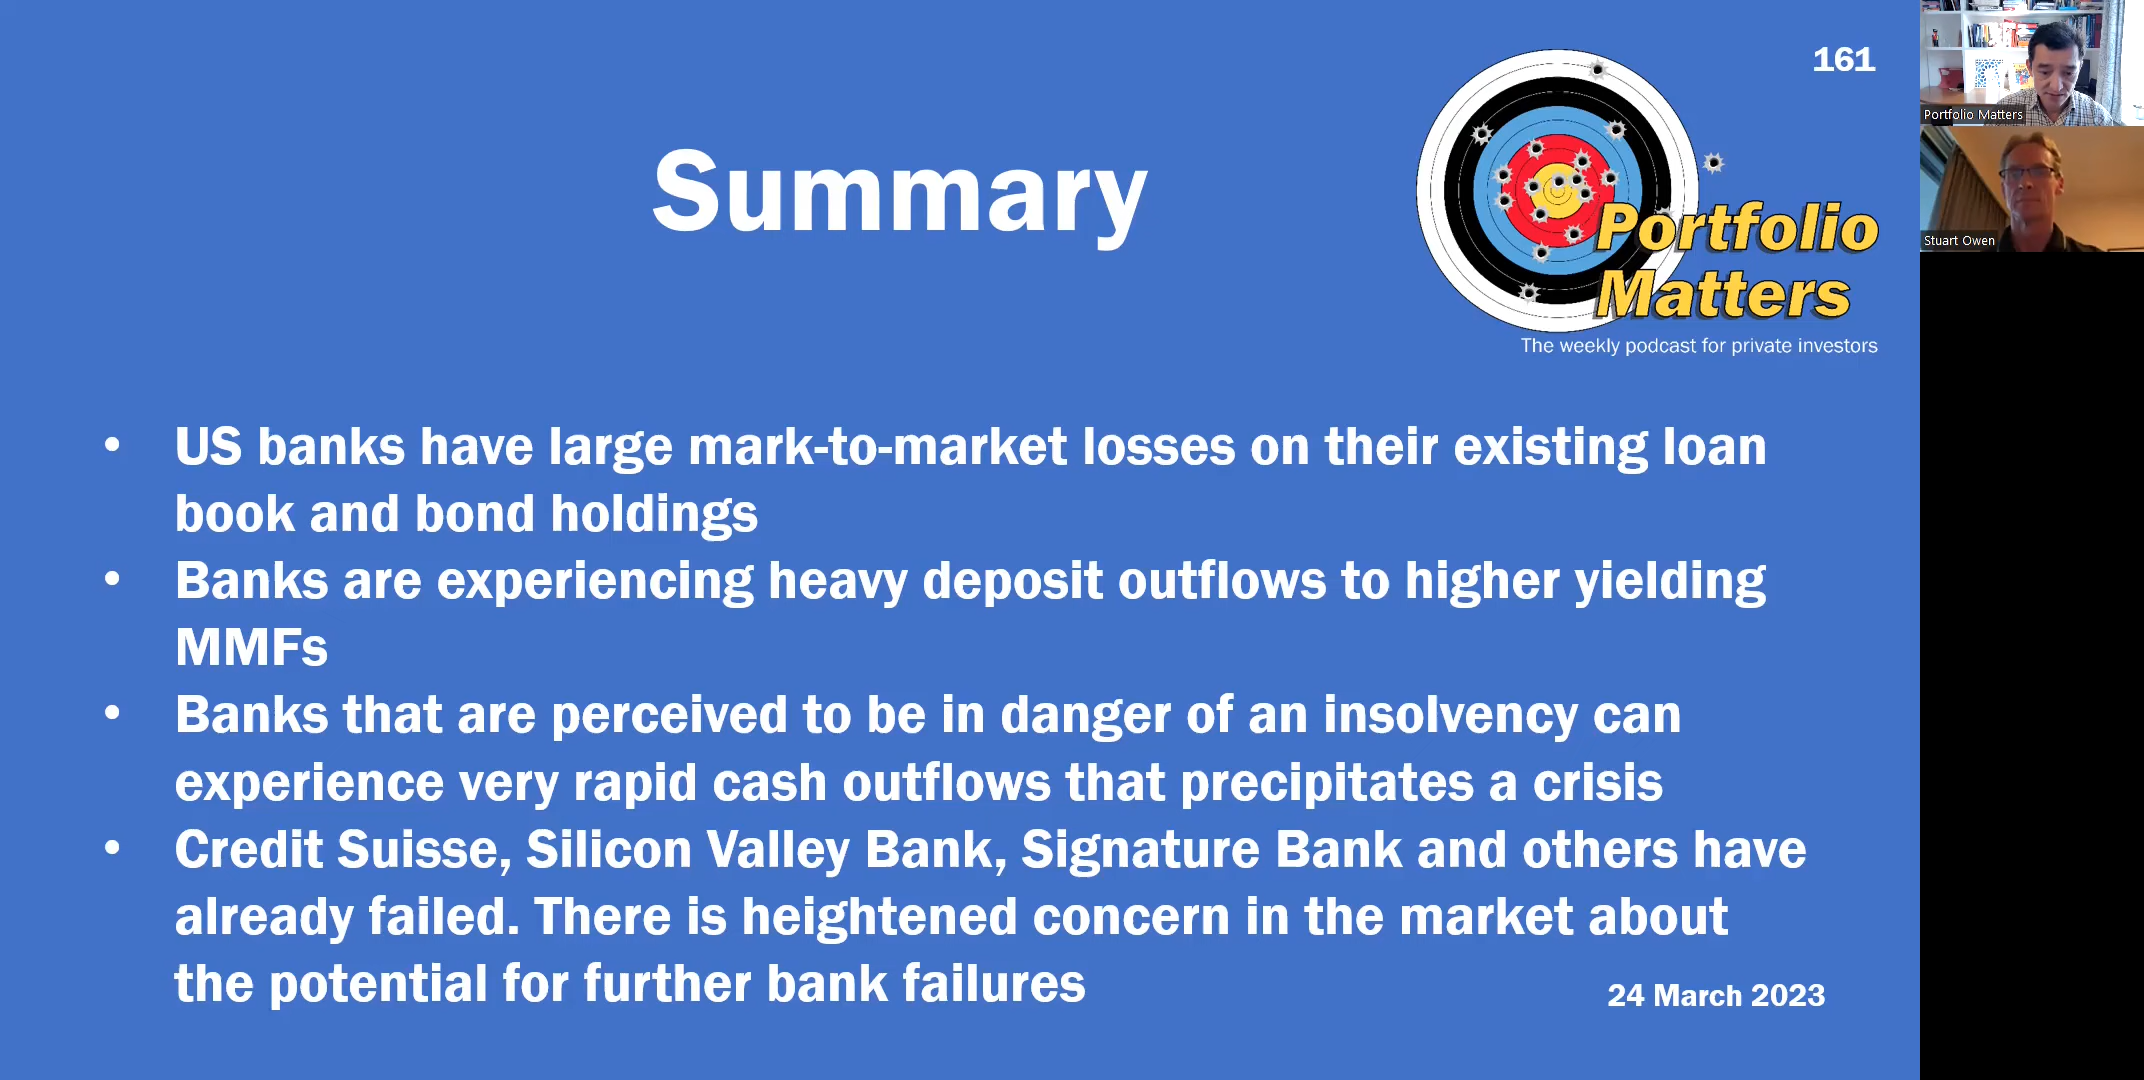 161
Summary
Portfolio
Matters
The weekly podcast for private investors
• US banks have large mark-to-market losses on their existing loan
book and bond holdings
• Banks are experiencing heavy deposit outflows to higher yielding
MMFs
• Banks that are perceived to be in danger of an insolvency can
experience very rapid cash outflows that precipitates a crisis
• Credit Suisse, Silicon Valley Bank, Signature Bank and others have
already failed. There is heightened concern in the market about
the potential for further bank failures
24 March 2023
Portfolio Matters
Stuart Owen